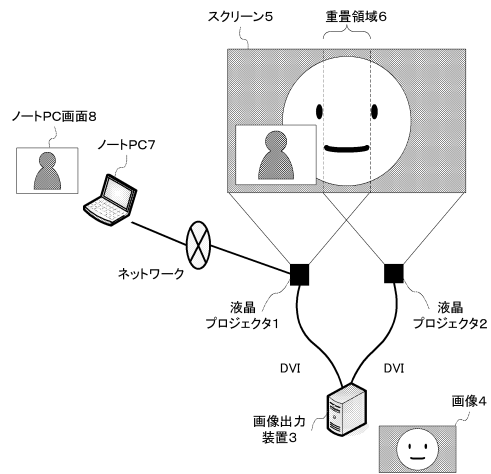 スクリーン5
重畳領域6
ノートPC画面8
ノートPC7
ネットワーク
液晶
プロジェクタ1
液晶
プロジェクタ2
DVI
DVI
画像出力
装置3
画像4